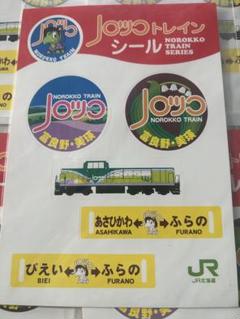 ノロッコ
NOROKKO TRAIN
ノロッコトレイン
シール
NOROKKO
TRAIN
SERIES
NOROKKO TRAIN
ノロッコ
富良野・美瑛
ノロッコ
NOROKKO TRAIN
富良野・美瑛
あさひかわ ふらの
ASAHIKAWA FURANO
びえい ふらの
BIEI FURANO
JR
JR北海道